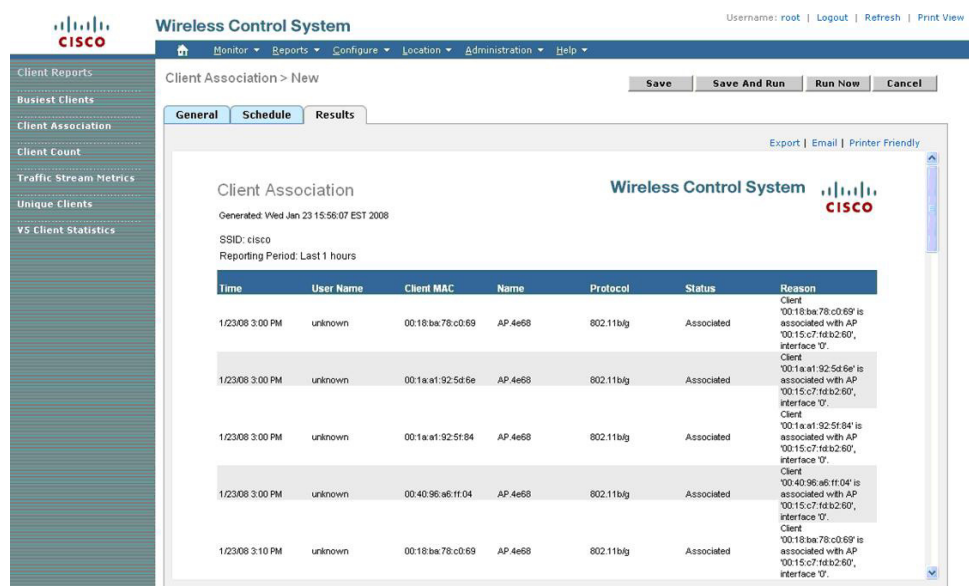 Username: root | Logout | Refresh | Print View
CISCO
Wireless Control System
Monitor Reports Configure Location Administration Help
Client Reports
Busiest Clients
Client Association
Client Count
Traffic Stream Metrics
Unique Clients
V5 Client Statistics
Client Association > New
Save Save And Run Run Now Cancel
General Schedule Results
Export | Email | Printer Friendly
Client Association
Wireless Control System
CISCO
Generated: Wed Jan 23 15:56:07 EST 2008
SSID: cisco
Reporting Period: Last 1 hours
Time User Name Client MAC Name Protocol Status Reason
1/23/08 3:00 PM unknown 00:18:ba:78:c0:69 AP.4e68 802.11b/g Associated
Client
'00:18:ba:78:c0:69' is
associated with AP
'00:15:c7:fd:b2:60',
interface '0'.
1/23/08 3:00 PM unknown 00:1a:a1:92:5d:6e AP.4e68 802.11b/g Associated
Client
'00:1a:a1:92:5d:6e' is
associated with AP
'00:15:c7:fd:b2:60',
interface '0'.
1/23/08 3:00 PM unknown 00:1a:a1:92:5f:84 AP.4e68 802.11b/g Associated
Client
'00:1a:a1:92:5f:84' is
associated with AP
'00:15:c7:fd:b2:60',
interface '0'.
1/23/08 3:00 PM unknown 00:40:96:a6:ff:04 AP.4e68 802.11b/g Associated
Client
'00:40:96:a6:ff:04' is
associated with AP
'00:15:c7:fd:b2:60',
interface '0'.
1/23/08 3:10 PM unknown 00:18:ba:78:c0:69 AP.4e68 802.11b/g Associated
Client
'00:18:ba:78:c0:69' is
associated with AP
'00:15:c7:fd:b2:60',
interface '0'.